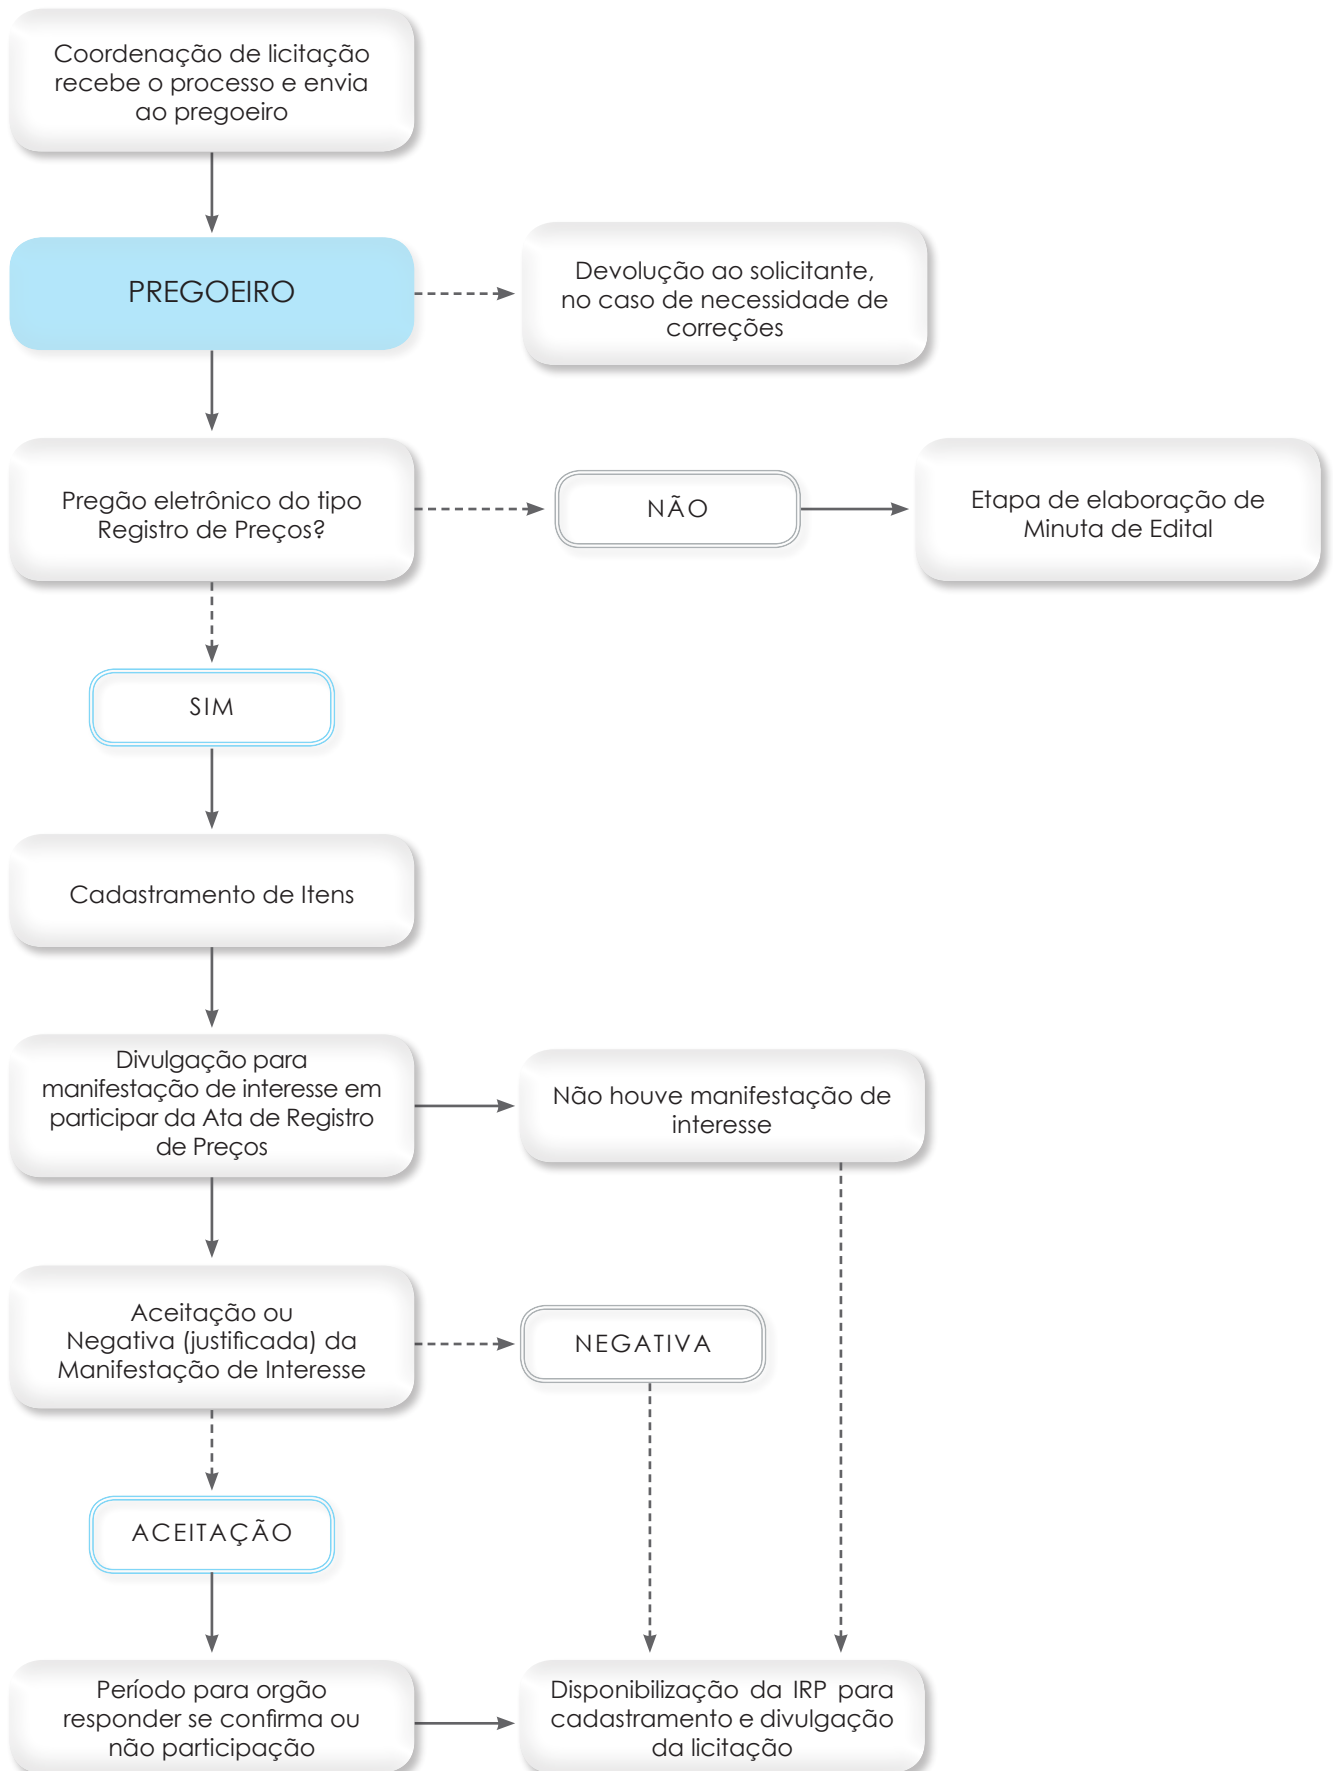 Coordenação de licitação
recebe o processo e envia
ao pregoeiro
PREGOEIRO
Devolução ao solicitante,
no caso de necessidade de
correções
Pregão eletrônico do tipo
Registro de Preços?
NÃO
Etapa de elaboração de
Minuta de Edital
SIM
Cadastramento de Itens
Divulgação para
manifestação de interesse em
participar da Ata de Registro
de Preços
Não houve manifestação de
interesse
Aceitação ou
Negativa (justificada) da
Manifestação de Interesse
NEGATIVA
ACEITAÇÃO
Período para orgão
responder se confirma ou
não participação
Disponibilização da IRP para
cadastramento e divulgação
da licitação